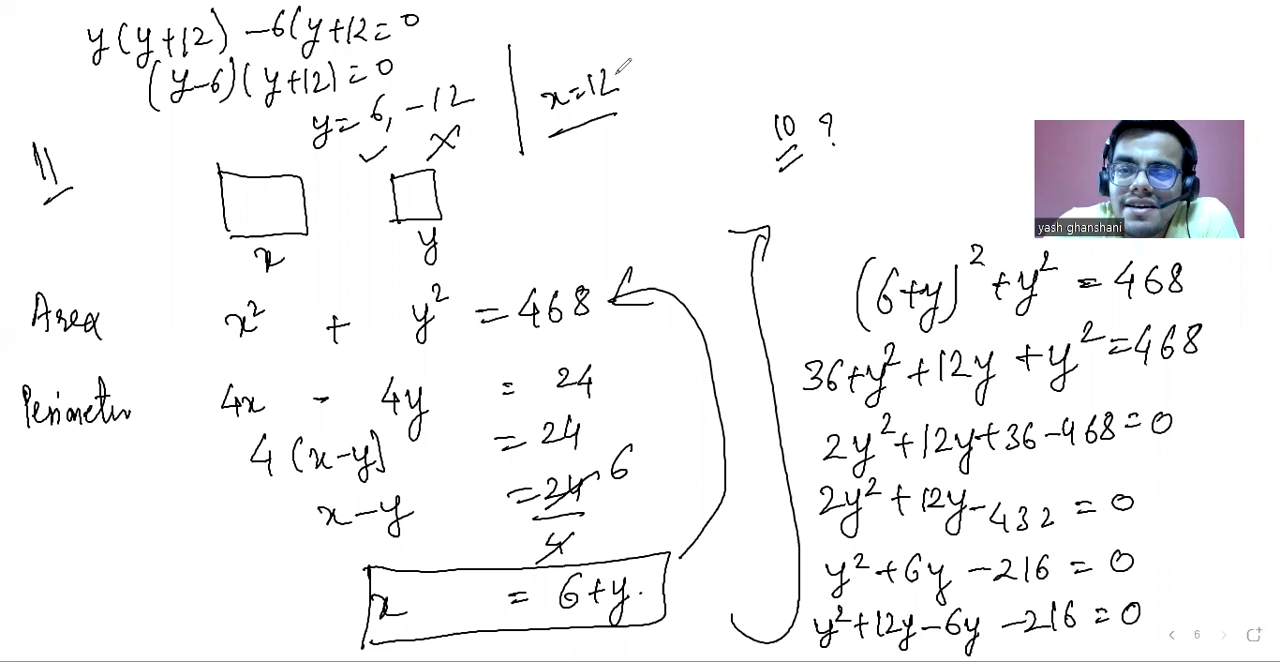 y(y+12) -6(y+12=0
(y-6)(y+12)=0
y= 6, -12
x=12
11
10 ?
yash ghanshani
x
y
Area x² + y² =468
Perimeter 4x - 4y = 24
4(x-y) =24
x-y =24 6
4
x = 6+y.
(6+y)²+y² = 468
36+y²+12y +y²=468
2y²+12y+36-468=0
2y²+12y-432 = 0
y²+6y -216 = 0
y²+12y-6y -216=0
6